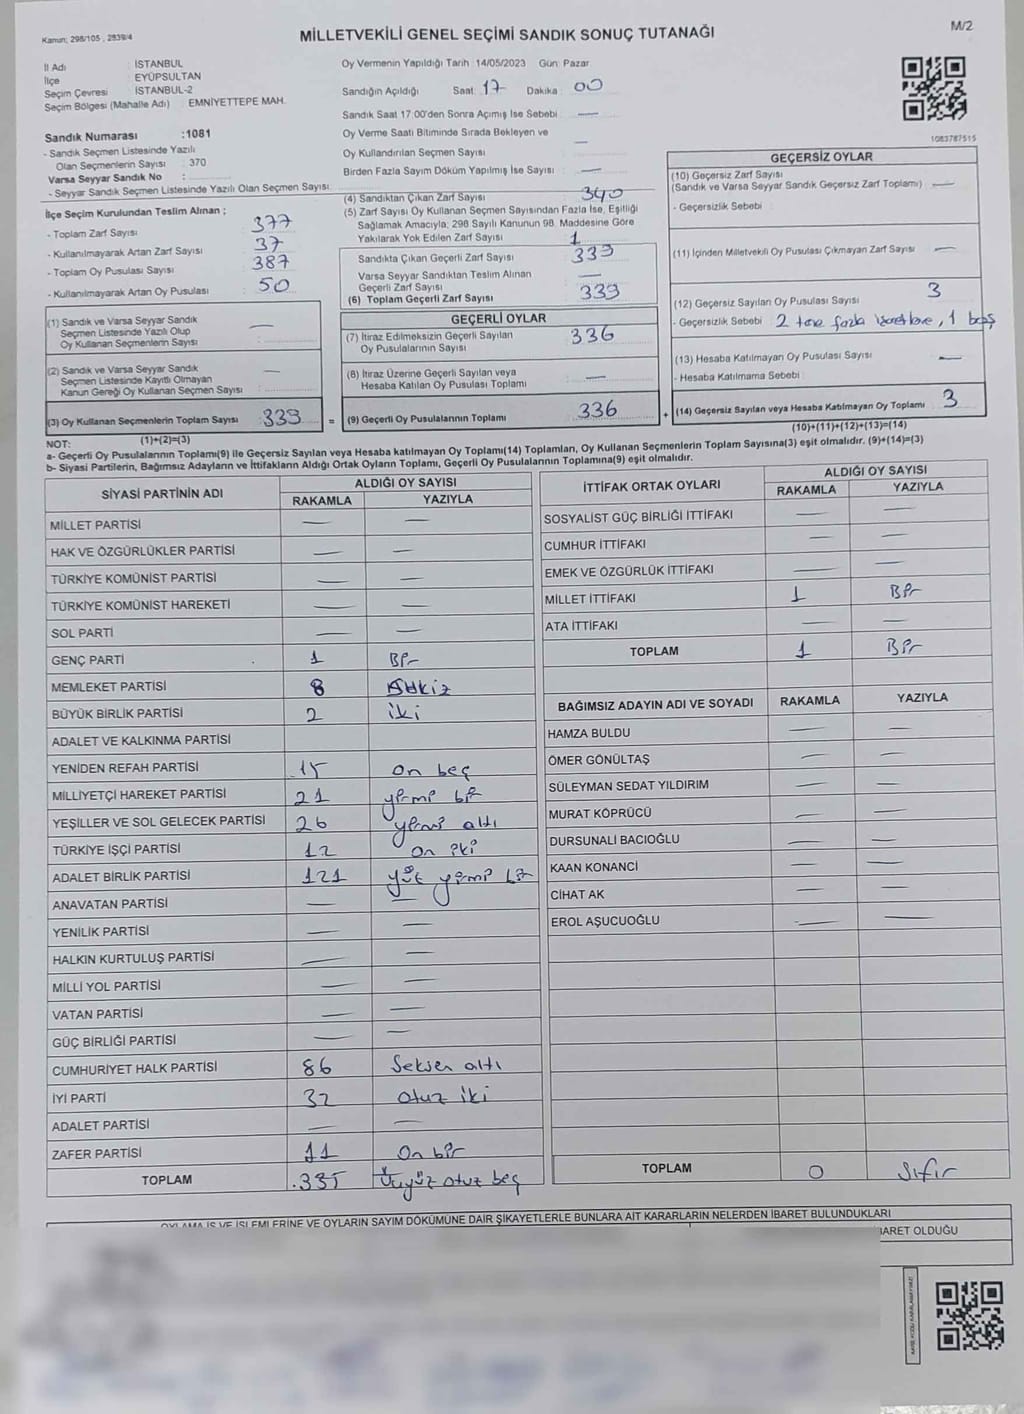 Kanun; 298/105 , 2839/4
MİLLETVEKİLİ GENEL SEÇİMİ SANDIK SONUÇ TUTANAĞI
M/2
İl Adı : İSTANBUL
İlçe : EYÜPSULTAN
Seçim Çevresi : İSTANBUL-2
Seçim Bölgesi (Mahalle Adı) : EMNİYETTEPE MAH.
Sandık Numarası :1081
- Sandık Seçmen Listesinde Yazılı
Olan Seçmenlerin Sayısı : 370
Varsa Seyyar Sandık No :
- Seyyar Sandık Seçmen Listesinde Yazılı Olan Seçmen Sayısı:
Oy Vermenin Yapıldığı Tarih : 14/05/2023 Gün: Pazar
Sandığın Açıldığı Saat: 17 Dakika : 00
Sandık Saat 17:00'den Sonra Açımış İse Sebebi : —
Oy Verme Saati Bitiminde Sırada Bekleyen ve
Oy Kullandırılan Seçmen Sayısı —
Birden Fazla Sayım Döküm Yapılmış İse Sayısı : —
1083787515
İlçe Seçim Kurulundan Teslim Alınan ;
- Toplam Zarf Sayısı : 377
- Kullanılmayarak Artan Zarf Sayısı : 37
- Toplam Oy Pusulası Sayısı : 387
- Kullanılmayarak Artan Oy Pusulası : 50
(4) Sandıktan Çıkan Zarf Sayısı : 340
(5) Zarf Sayısı Oy Kullanan Seçmen Sayısından Fazla İse, Eşitliği
Sağlamak Amacıyla; 298 Sayılı Kanunun 98. Maddesine Göre
Yakılarak Yok Edilen Zarf Sayısı : 1
Sandıkta Çıkan Geçerli Zarf Sayısı : 339
Varsa Seyyar Sandıktan Teslim Alınan
Geçerli Zarf Sayısı : —
(6) Toplam Geçerli Zarf Sayısı : 339
GEÇERSİZ OYLAR
(10) Geçersiz Zarf Sayısı
(Sandık ve Varsa Seyyar Sandık Geçersiz Zarf Toplamı) : —
- Geçersizlik Sebebi :
(11) İçinden Milletvekili Oy Pusulası Çıkmayan Zarf Sayısı : —
(12) Geçersiz Sayılan Oy Pusulası Sayısı : 3
- Geçersizlik Sebebi : 2 tane fazla işaretleme, 1 boş
(13) Hesaba Katılmayan Oy Pusulası Sayısı : —
- Hesaba Katılmama Sebebi :
(14) Geçersiz Sayılan veya Hesaba Katılmayan Oy Toplamı : 3
(10)+(11)+(12)+(13)=(14)
(1) Sandık ve Varsa Seyyar Sandık
Seçmen Listesinde Yazılı Olup
Oy Kullanan Seçmenlerin Sayısı : —
(2) Sandık ve Varsa Seyyar Sandık
Seçmen Listesinde Kayıtlı Olmayan
Kanun Gereği Oy Kullanan Seçmen Sayısı : —
(3) Oy Kullanan Seçmenlerin Toplam Sayısı : 339 =
(1)+(2)=(3)
GEÇERLİ OYLAR
(7) İtiraz Edilmeksizin Geçerli Sayılan
Oy Pusulalarının Sayısı : 336
(8) İtiraz Üzerine Geçerli Sayılan veya
Hesaba Katılan Oy Pusulası Toplamı : —
(9) Geçerli Oy Pusulalarının Toplamı : 336 +
NOT:
a- Geçerli Oy Pusulasının Toplamı(9) ile Geçersiz Sayılan veya Hesaba katılmayan Oy Toplamı(14) Toplamları, Oy Kullanan Seçmenlerin Toplam Sayısına(3) eşit olmalıdır. (9)+(14)=(3)
b- Siyasi Partilerin, Bağımsız Adayların ve İttifakların Aldığı Ortak Oyların Toplamı, Geçerli Oy Pusulalarının Toplamına(9) eşit olmalıdır.
SİYASİ PARTİNİN ADI ALDIĞI OY SAYISI
RAKAMLA YAZIYLA
MİLLET PARTİSİ — —
HAK VE ÖZGÜRLÜKLER PARTİSİ — —
TÜRKİYE KOMÜNİST PARTİSİ — —
TÜRKİYE KOMÜNİST HAREKETİ — —
SOL PARTİ — —
GENÇ PARTİ 1 Bir
MEMLEKET PARTİSİ 8 Sekiz
BÜYÜK BİRLİK PARTİSİ 2 iki
ADALET VE KALKINMA PARTİSİ
YENİDEN REFAH PARTİSİ 15 On beş
MİLLİYETÇİ HAREKET PARTİSİ 21 yirmi bir
YEŞİLLER VE SOL GELECEK PARTİSİ 26 yirmi altı
TÜRKİYE İŞÇİ PARTİSİ 12 On iki
ADALET BİRLİK PARTİSİ 121 yüz yirmi bir
ANAVATAN PARTİSİ — —
YENİLİK PARTİSİ — —
HALKIN KURTULUŞ PARTİSİ — —
MİLLİ YOL PARTİSİ — —
VATAN PARTİSİ — —
GÜÇ BİRLİĞİ PARTİSİ — —
CUMHURİYET HALK PARTİSİ 86 Seksen altı
İYİ PARTİ 32 Otuz iki
ADALET PARTİSİ — —
ZAFER PARTİSİ 11 On bir
TOPLAM 335 Üçyüz otuz beş
İTTİFAK ORTAK OYLARI ALDIĞI OY SAYISI
RAKAMLA YAZIYLA
SOSYALİST GÜÇ BİRLİĞİ İTTİFAKI — —
CUMHUR İTTİFAKI — —
EMEK VE ÖZGÜRLÜK İTTİFAKI — —
MİLLET İTTİFAKI 1 Bir
ATA İTTİFAKI — —
TOPLAM 1 Bir
BAĞIMSIZ ADAYIN ADI VE SOYADI RAKAMLA YAZIYLA
HAMZA BULDU — —
ÖMER GÖNÜLTAŞ — —
SÜLEYMAN SEDAT YILDIRIM — —
MURAT KÖPRÜCÜ — —
DURSUNALİ BACIOĞLU — —
KAAN KONANCİ — —
CİHAT AK — —
EROL AŞUCUOĞLU — —
TOPLAM 0 Sıfır
OYLAMA İŞ VE İŞLEMLERİNE VE OYLARIN SAYIM DÖKÜMÜNE DAİR ŞİKAYETLERLE BUNLARA AİT KARARLARIN NELERDEN İBARET BULUNDUKLARI
İBARET OLDUĞU